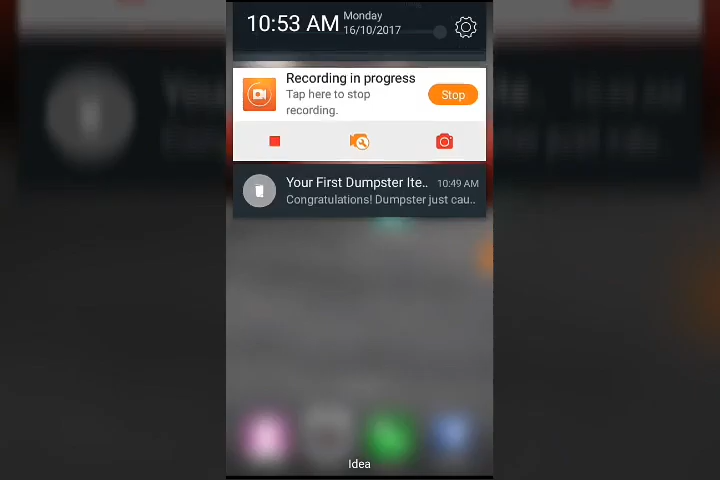 10:53 AM
Monday
16/10/2017
Recording in progress
Tap here to stop
recording.
Stop
Your First Dumpster Ite..
10:49 AM
Congratulations! Dumpster just cau..
Idea